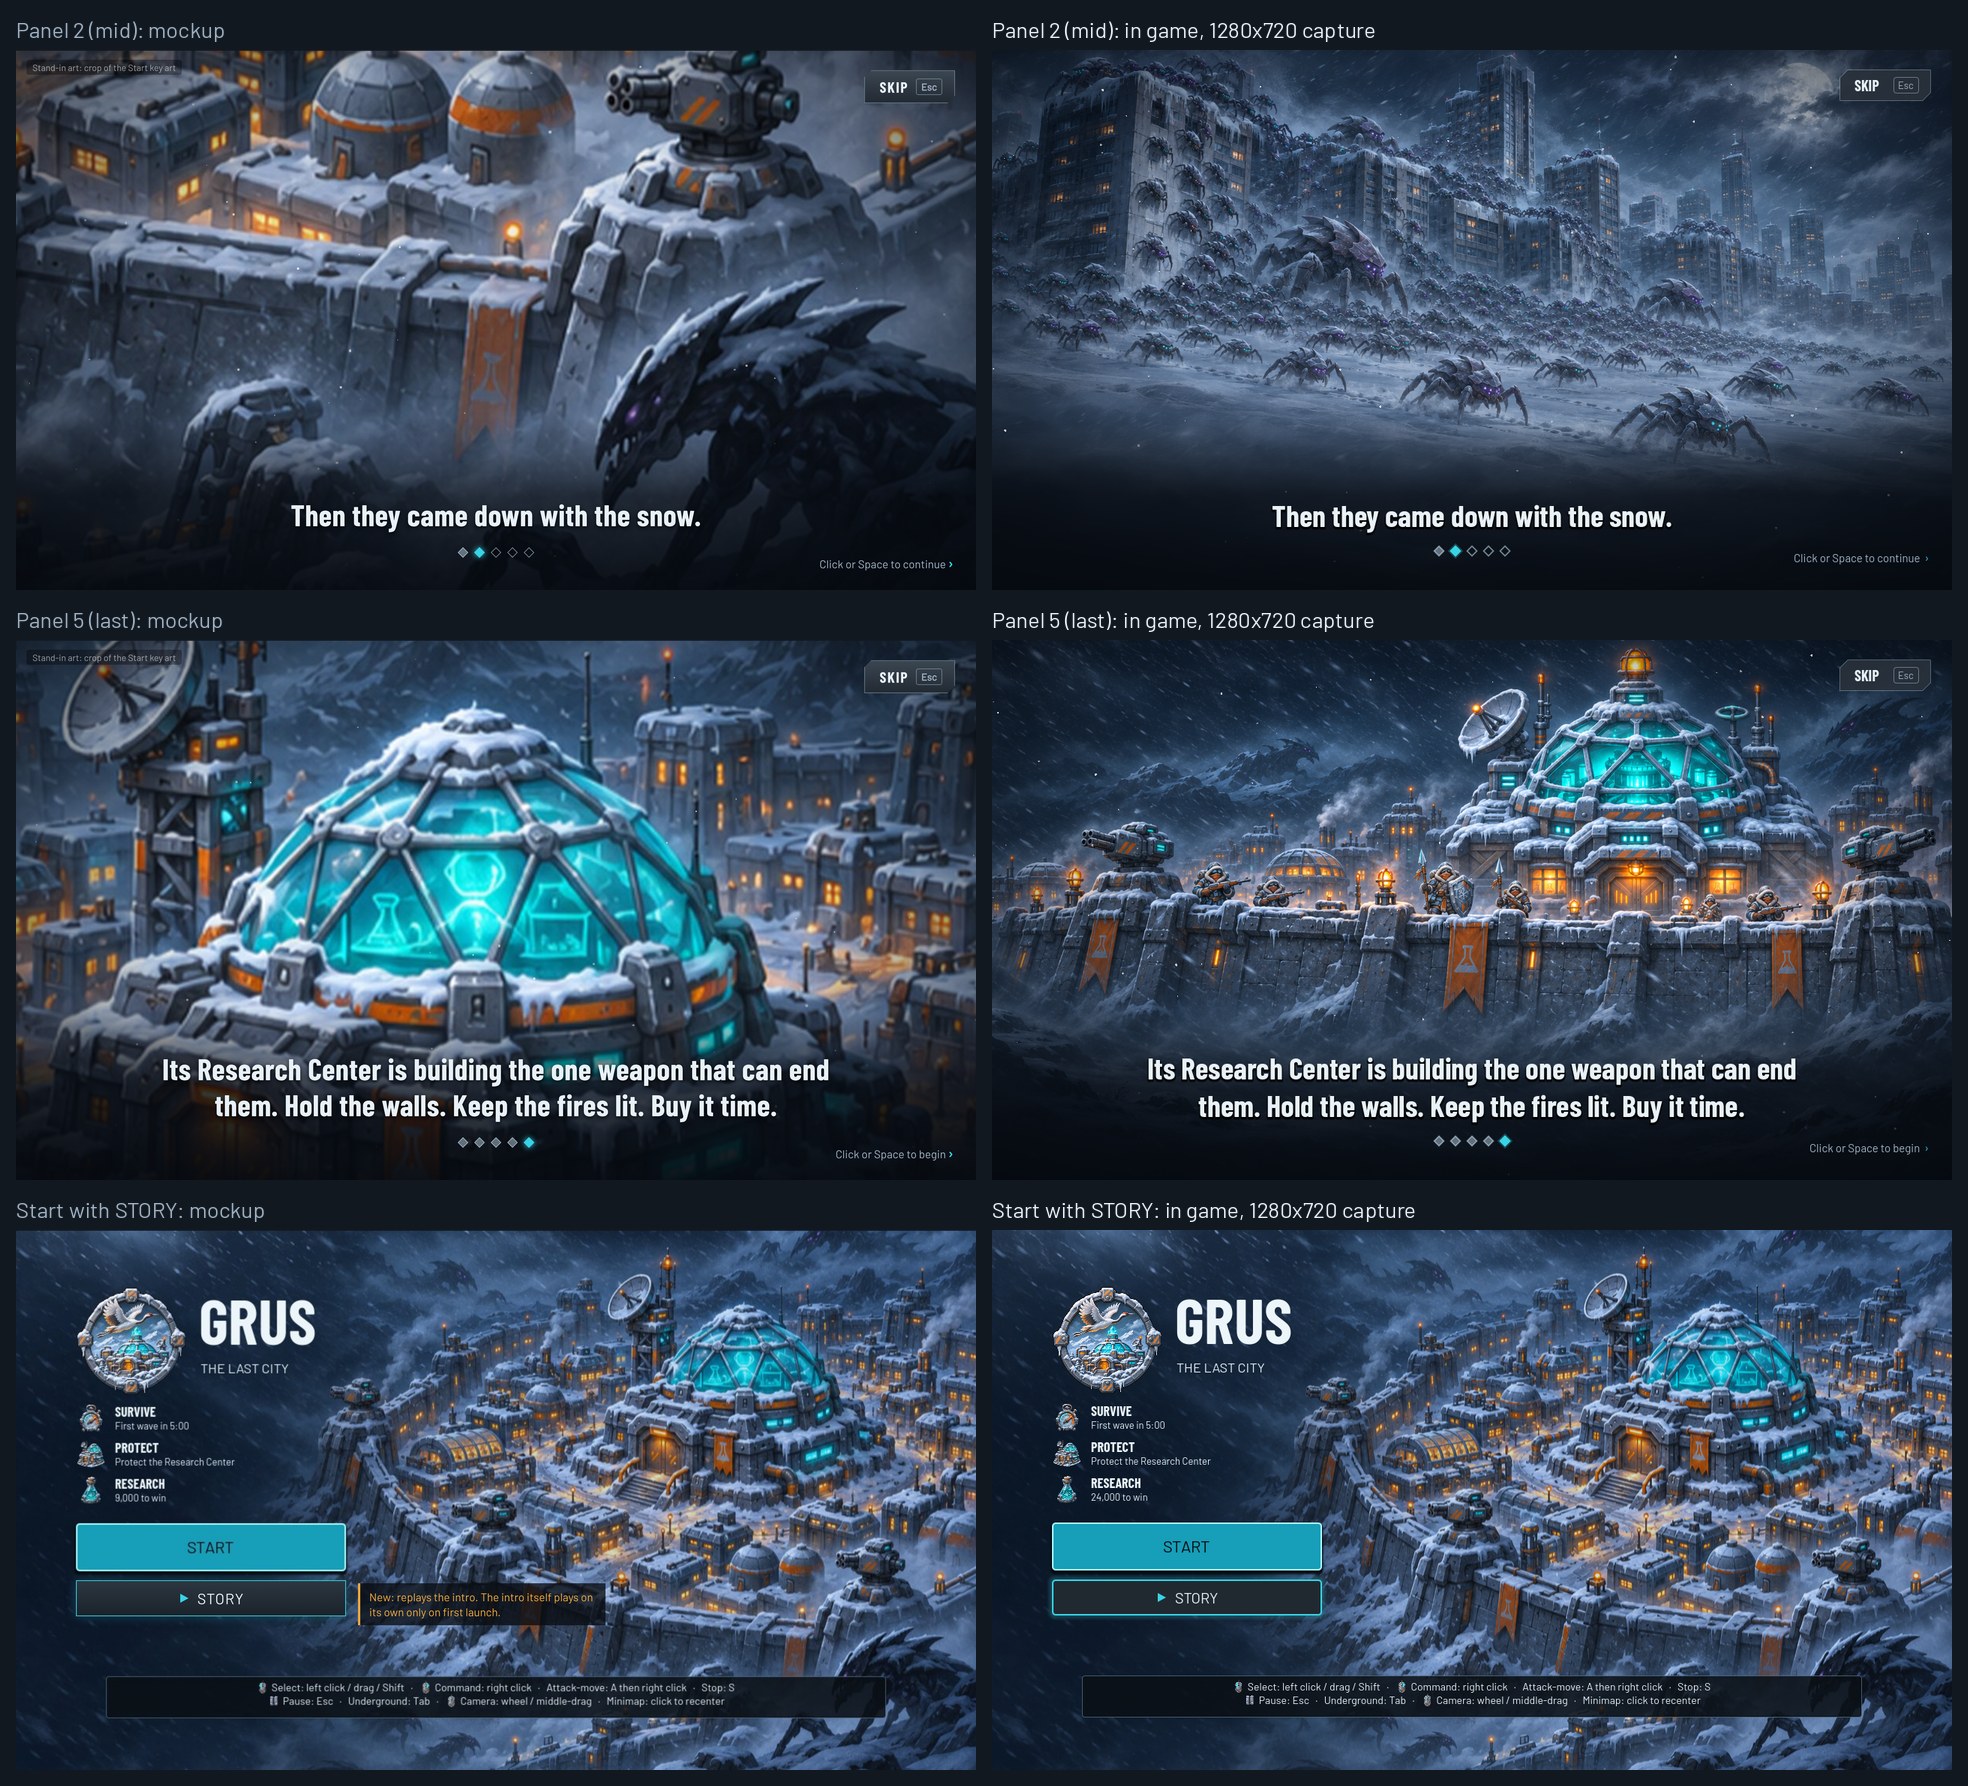 Panel 2 (mid): mockup
Stand-in art: crop of the Start key art
SKIP Esc
Then they came down with the snow.
Click or Space to continue ›
Panel 2 (mid): in game, 1280x720 capture
SKIP Esc
Then they came down with the snow.
Click or Space to continue ›
Panel 5 (last): mockup
Stand-in art: crop of the Start key art
SKIP Esc
Its Research Center is building the one weapon that can end
them. Hold the walls. Keep the fires lit. Buy it time.
Click or Space to begin ›
Panel 5 (last): in game, 1280x720 capture
SKIP Esc
Its Research Center is building the one weapon that can end
them. Hold the walls. Keep the fires lit. Buy it time.
Click or Space to begin ›
Start with STORY: mockup
GRUS
THE LAST CITY
SURVIVE
First wave in 5:00
PROTECT
Protect the Research Center
RESEARCH
9,000 to win
START
STORY
New: replays the intro. The intro itself plays on
its own only on first launch.
Select: left click / drag / Shift · Command: right click · Attack-move: A then right click · Stop: S
Pause: Esc · Underground: Tab · Camera: wheel / middle-drag · Minimap: click to recenter
Start with STORY: in game, 1280x720 capture
GRUS
THE LAST CITY
SURVIVE
First wave in 5:00
PROTECT
Protect the Research Center
RESEARCH
24,000 to win
START
STORY
Select: left click / drag / Shift · Command: right click · Attack-move: A then right click · Stop: S
Pause: Esc · Underground: Tab · Camera: wheel / middle-drag · Minimap: click to recenter